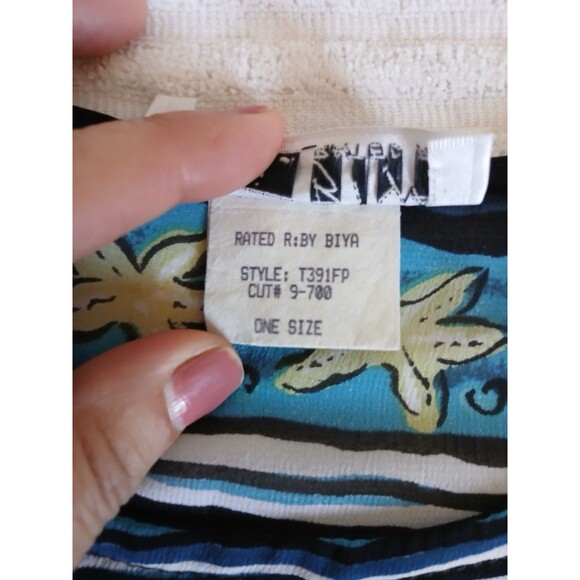 RATED R:BY BIYA
STYLE: T391FP
CUT# 9-700
ONE SIZE